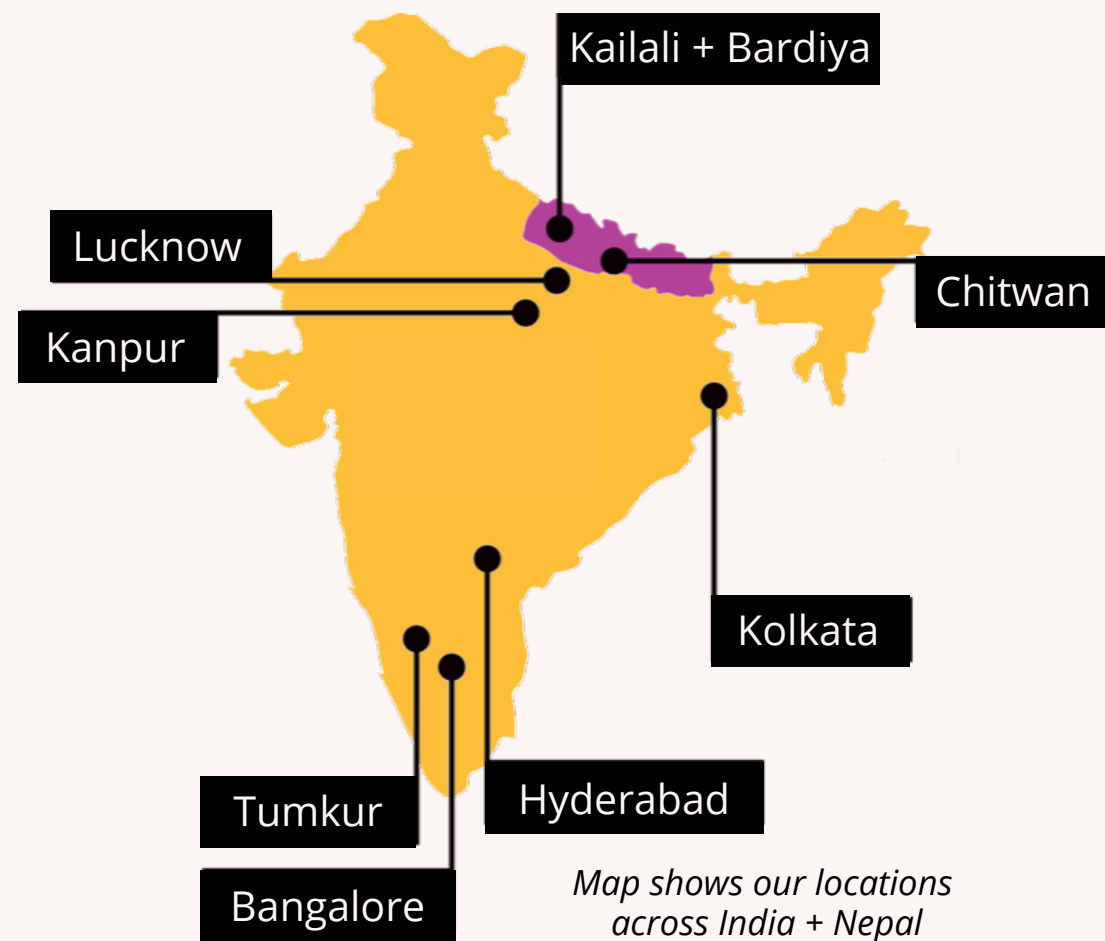 Kailali + Bardiya
Lucknow
Chitwan
Kanpur
Kolkata
Tumkur
Hyderabad
Bangalore
Map shows our locations
across India + Nepal